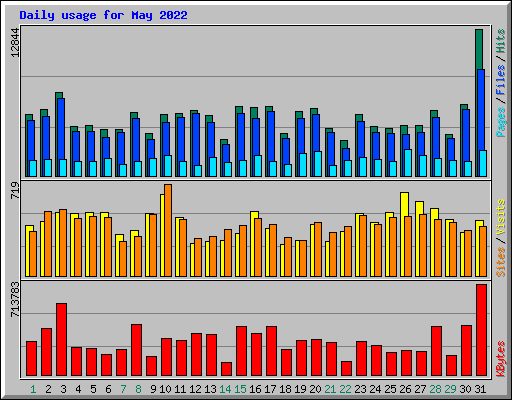 Daily usage for May 2022
12844
Pages / Files / Hits
719
Sites / Visits
713783
KBytes
1 2 3 4 5 6 7 8 9 10 11 12 13 14 15 16 17 18 19 20 21 22 23 24 25 26 27 28 29 30 31